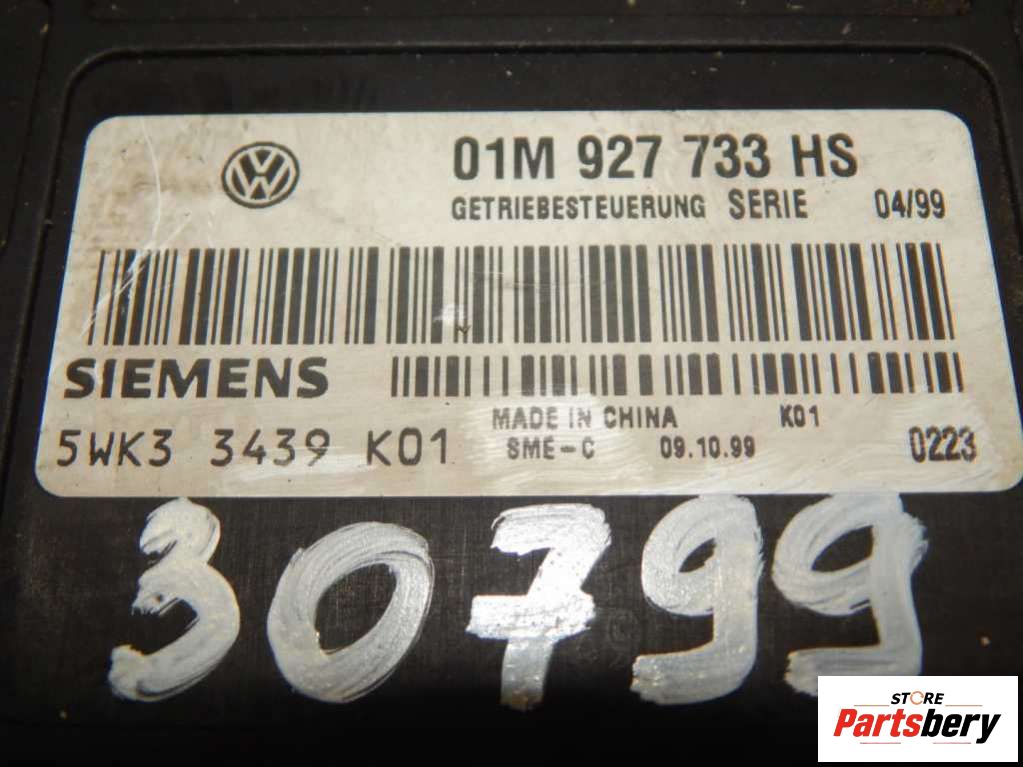 01M 927 733 HS
GETRIEBESTEUERUNG SERIE 04/99
SIEMENS
MADE IN CHINA K01
5WK3 3439 K01 SME-C 09.10.99 0223
30799
STORE
Partsbery